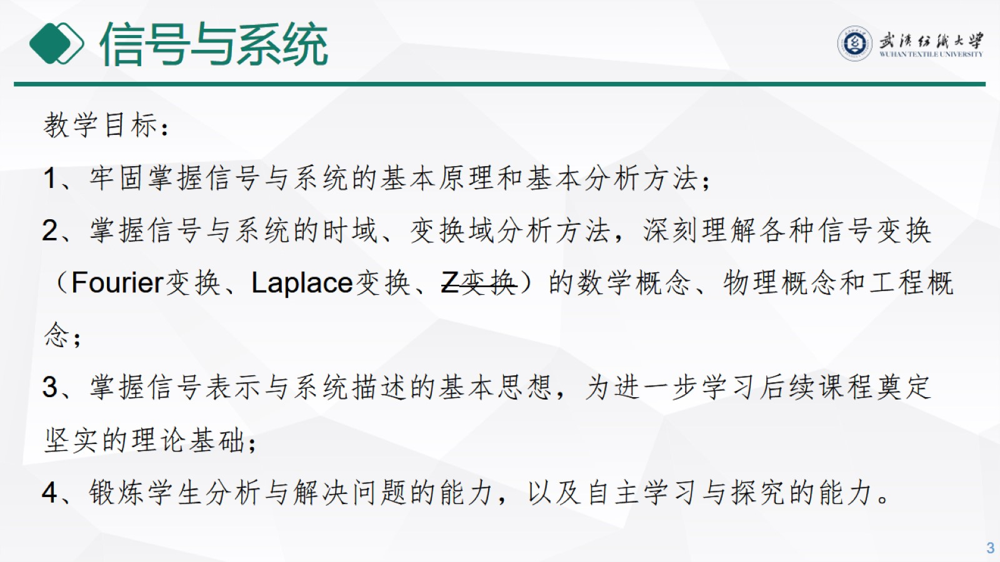 信号与系统
武汉纺织大学
WUHAN TEXTILE UNIVERSITY
教学目标：
1、牢固掌握信号与系统的基本原理和基本分析方法；
2、掌握信号与系统的时域、变换域分析方法，深刻理解各种信号变换
（Fourier变换、Laplace变换、Z变换）的数学概念、物理概念和工程概
念；
3、掌握信号表示与系统描述的基本思想，为进一步学习后续课程奠定
坚实的理论基础；
4、锻炼学生分析与解决问题的能力，以及自主学习与探究的能力。
3